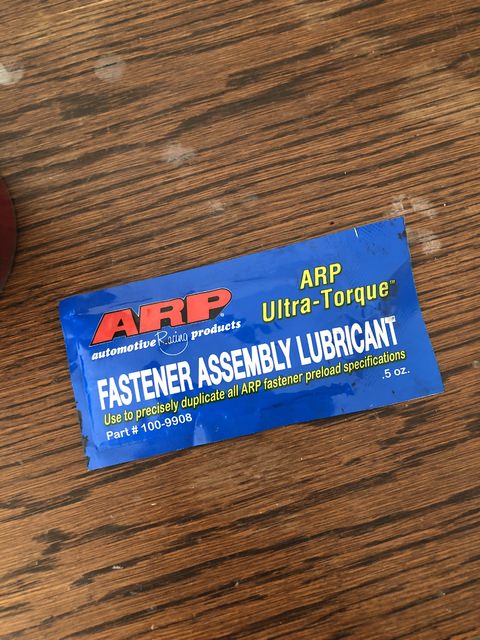 ARP
automotive Racing products
ARP
Ultra-Torque™
FASTENER ASSEMBLY LUBRICANT
Use to precisely duplicate all ARP fastener preload specifications
Part # 100-9908
.5 oz.